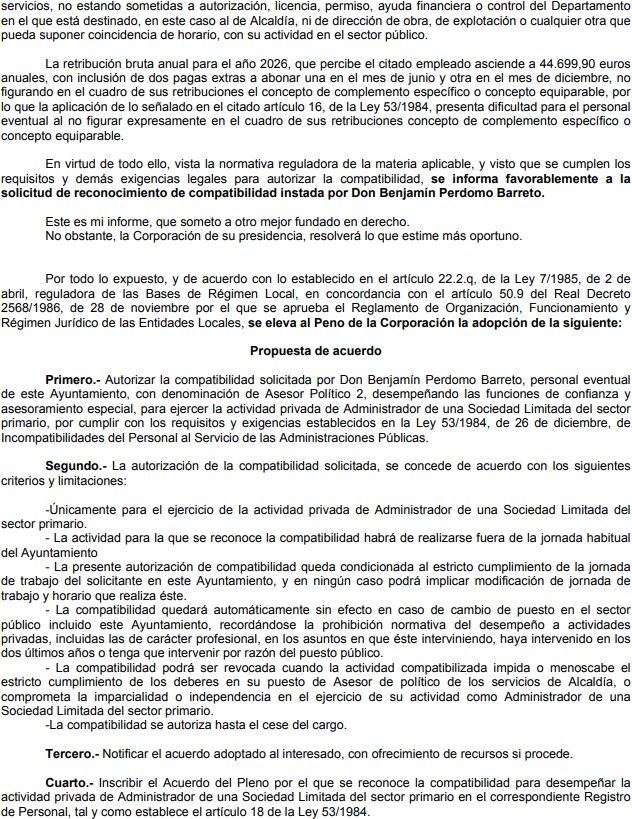 servicios, no estando sometidas a autorización, licencia, permiso, ayuda financiera o control del Departamento
en el que está destinado, en este caso al de Alcaldía, ni de dirección de obra, de explotación o cualquier otra que
pueda suponer coincidencia de horario, con su actividad en el sector público.
La retribución bruta anual para el año 2026, que percibe el citado empleado asciende a 44.699,90 euros
anuales, con inclusión de dos pagas extras a abonar una en el mes de junio y otra en el mes de diciembre, no
figurando en el cuadro de sus retribuciones el concepto de complemento específico o concepto equiparable, por
lo que la aplicación de lo señalado en el citado artículo 16, de la Ley 53/1984, presenta dificultad para el personal
eventual al no figurar expresamente en el cuadro de sus retribuciones concepto de complemento específico o
concepto equiparable.
En virtud de todo ello, vista la normativa reguladora de la materia aplicable, y visto que se cumplen los
requisitos y demás exigencias legales para autorizar la compatibilidad, se informa favorablemente a la
solicitud de reconocimiento de compatibilidad instada por Don Benjamín Perdomo Barreto.
Este es mi informe, que someto a otro mejor fundado en derecho.
No obstante, la Corporación de su presidencia, resolverá lo que estime más oportuno.
Por todo lo expuesto, y de acuerdo con lo establecido en el artículo 22.2.q, de la Ley 7/1985, de 2 de
abril, reguladora de las Bases de Régimen Local, en concordancia con el artículo 50.9 del Real Decreto
2568/1986, de 28 de noviembre por el que se aprueba el Reglamento de Organización, Funcionamiento y
Régimen Jurídico de las Entidades Locales, se eleva al Peno de la Corporación la adopción de la siguiente:
Propuesta de acuerdo
Primero.- Autorizar la compatibilidad solicitada por Don Benjamín Perdomo Barreto, personal eventual
de este Ayuntamiento, con denominación de Asesor Político 2, desempeñando las funciones de confianza y
asesoramiento especial, para ejercer la actividad privada de Administrador de una Sociedad Limitada del sector
primario, por cumplir con los requisitos y exigencias establecidos en la Ley 53/1984, de 26 de diciembre, de
Incompatibilidades del Personal al Servicio de las Administraciones Públicas.
Segundo.- La autorización de la compatibilidad solicitada, se concede de acuerdo con los siguientes
criterios y limitaciones:
-Únicamente para el ejercicio de la actividad privada de Administrador de una Sociedad Limitada del
sector primario.
- La actividad para la que se reconoce la compatibilidad habrá de realizarse fuera de la jornada habitual
del Ayuntamiento
- La presente autorización de compatibilidad queda condicionada al estricto cumplimiento de la jornada
de trabajo del solicitante en este Ayuntamiento, y en ningún caso podrá implicar modificación de jornada de
trabajo y horario que realiza éste.
- La compatibilidad quedará automáticamente sin efecto en caso de cambio de puesto en el sector
público incluido este Ayuntamiento, recordándose la prohibición normativa del desempeño a actividades
privadas, incluidas las de carácter profesional, en los asuntos en que éste interviniendo, haya intervenido en los
dos últimos años o tenga que intervenir por razón del puesto público.
- La compatibilidad podrá ser revocada cuando la actividad compatibilizada impida o menoscabe el
estricto cumplimiento de los deberes en su puesto de Asesor de político de los servicios de Alcaldía, o
comprometa la imparcialidad o independencia en el ejercicio de su actividad como Administrador de una
Sociedad Limitada del sector primario.
-La compatibilidad se autoriza hasta el cese del cargo.
Tercero.- Notificar el acuerdo adoptado al interesado, con ofrecimiento de recursos si procede.
Cuarto.- Inscribir el Acuerdo del Pleno por el que se reconoce la compatibilidad para desempeñar la
actividad privada de Administrador de una Sociedad Limitada del sector primario en el correspondiente Registro
de Personal, tal y como establece el artículo 18 de la Ley 53/1984.